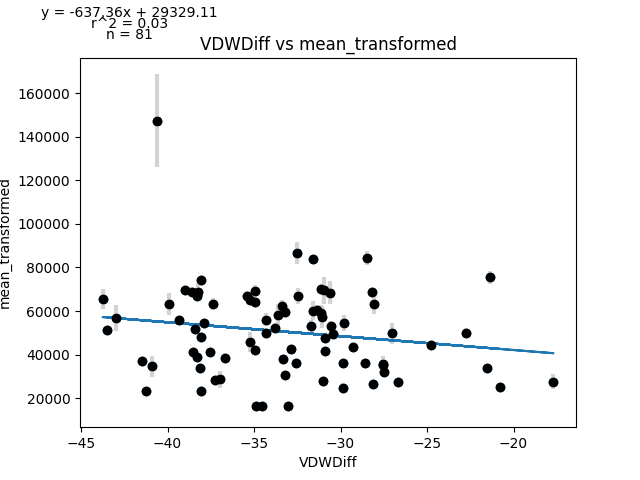 y = -637.36x + 29329.11
r^2 = 0.03
n = 81
VDWDiff vs mean_transformed
160000
140000
120000
100000
80000
60000
40000
20000
mean_transformed
−45 −40 −35 −30 −25 −20
VDWDiff